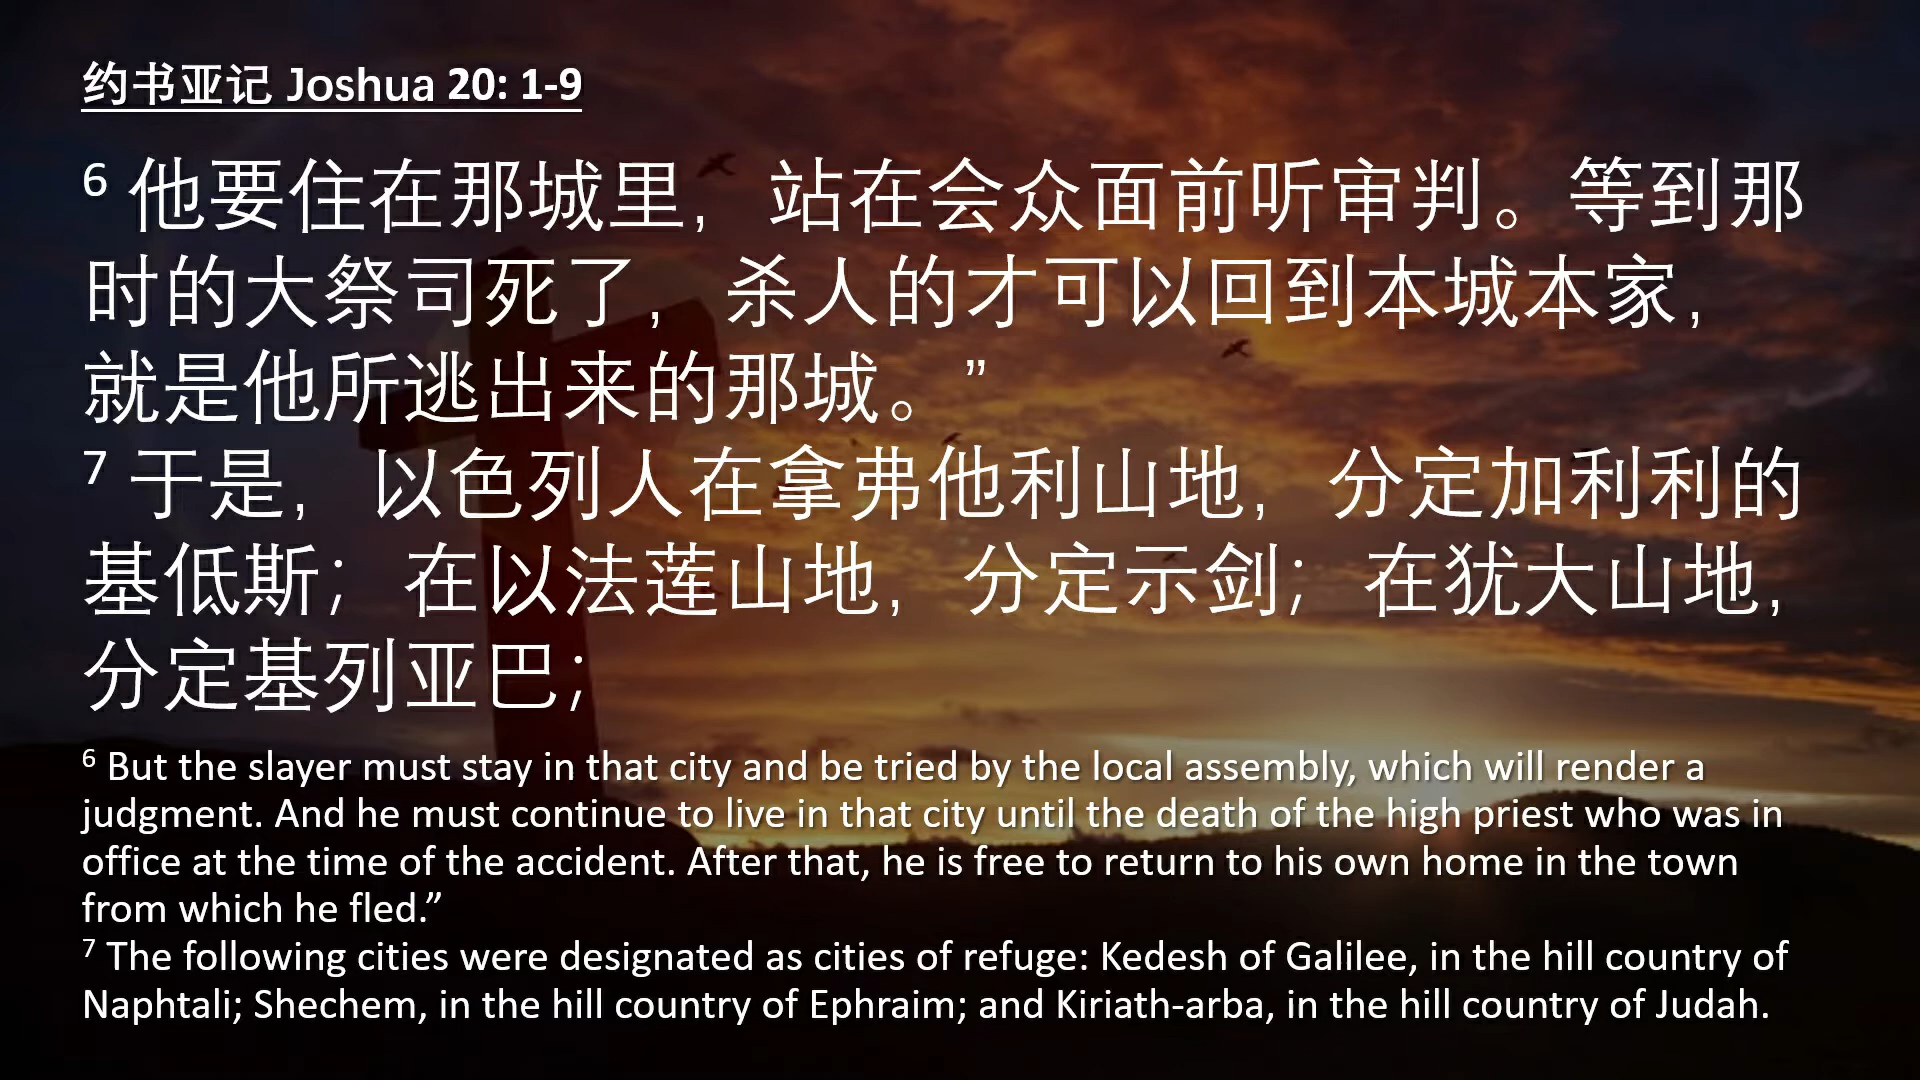 约书亚记 Joshua 20: 1-9
6 他要住在那城里， 站在会众面前听审判。等到那
时的大祭司死了， 杀人的才可以回到本城本家，
就是他所逃出来的那城。”
7 于是， 以色列人在拿弗他利山地， 分定加利利的
基低斯； 在以法莲山地， 分定示剑；在犹大山地，
分定基列亚巴；
6 But the slayer must stay in that city and be tried by the local assembly, which will render a
judgment. And he must continue to live in that city until the death of the high priest who was in
office at the time of the accident. After that, he is free to return to his own home in the town
from which he fled.”
7 The following cities were designated as cities of refuge: Kedesh of Galilee, in the hill country of
Naphtali; Shechem, in the hill country of Ephraim; and Kiriath-arba, in the hill country of Judah.